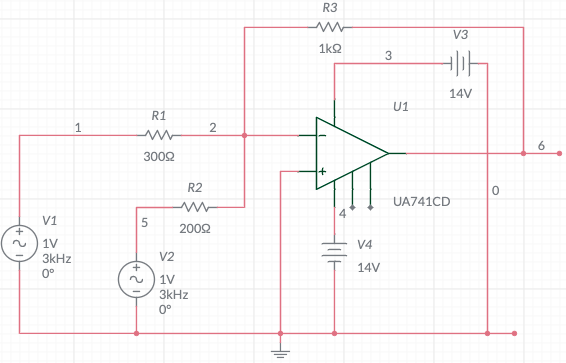 R3
1kΩ
V3
3
14V
U1
R1
1
2
300Ω
6
R2
0
5
200Ω
UA741CD
4
V1
1V
3kHz
0°
V2
1V
3kHz
0°
V4
14V